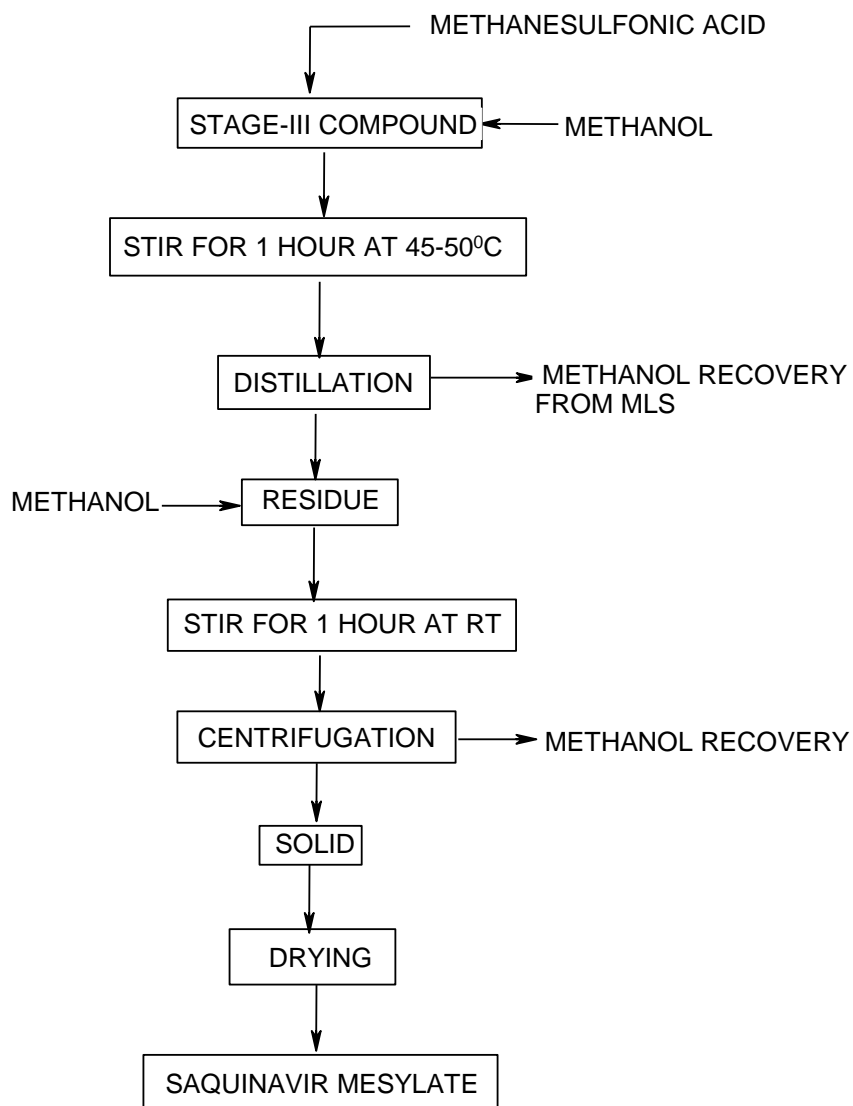 METHANESULFONIC ACID
STAGE-III COMPOUND
METHANOL
STIR FOR 1 HOUR AT 45-50⁰C
DISTILLATION
METHANOL RECOVERY
FROM MLS
METHANOL
RESIDUE
STIR FOR 1 HOUR AT RT
CENTRIFUGATION
METHANOL RECOVERY
SOLID
DRYING
SAQUINAVIR MESYLATE